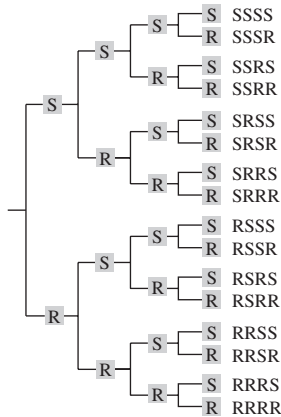 S S SSSS
S R SSSR
S R S SSRS
R SSRR
S S S SRSS
R SRSR
R R S SRRS
R SRRR
S S RSSS
S R RSSR
R S RSRS
R R RSRR
S S RRSS
R R RRSR
R S RRRS
R RRRR